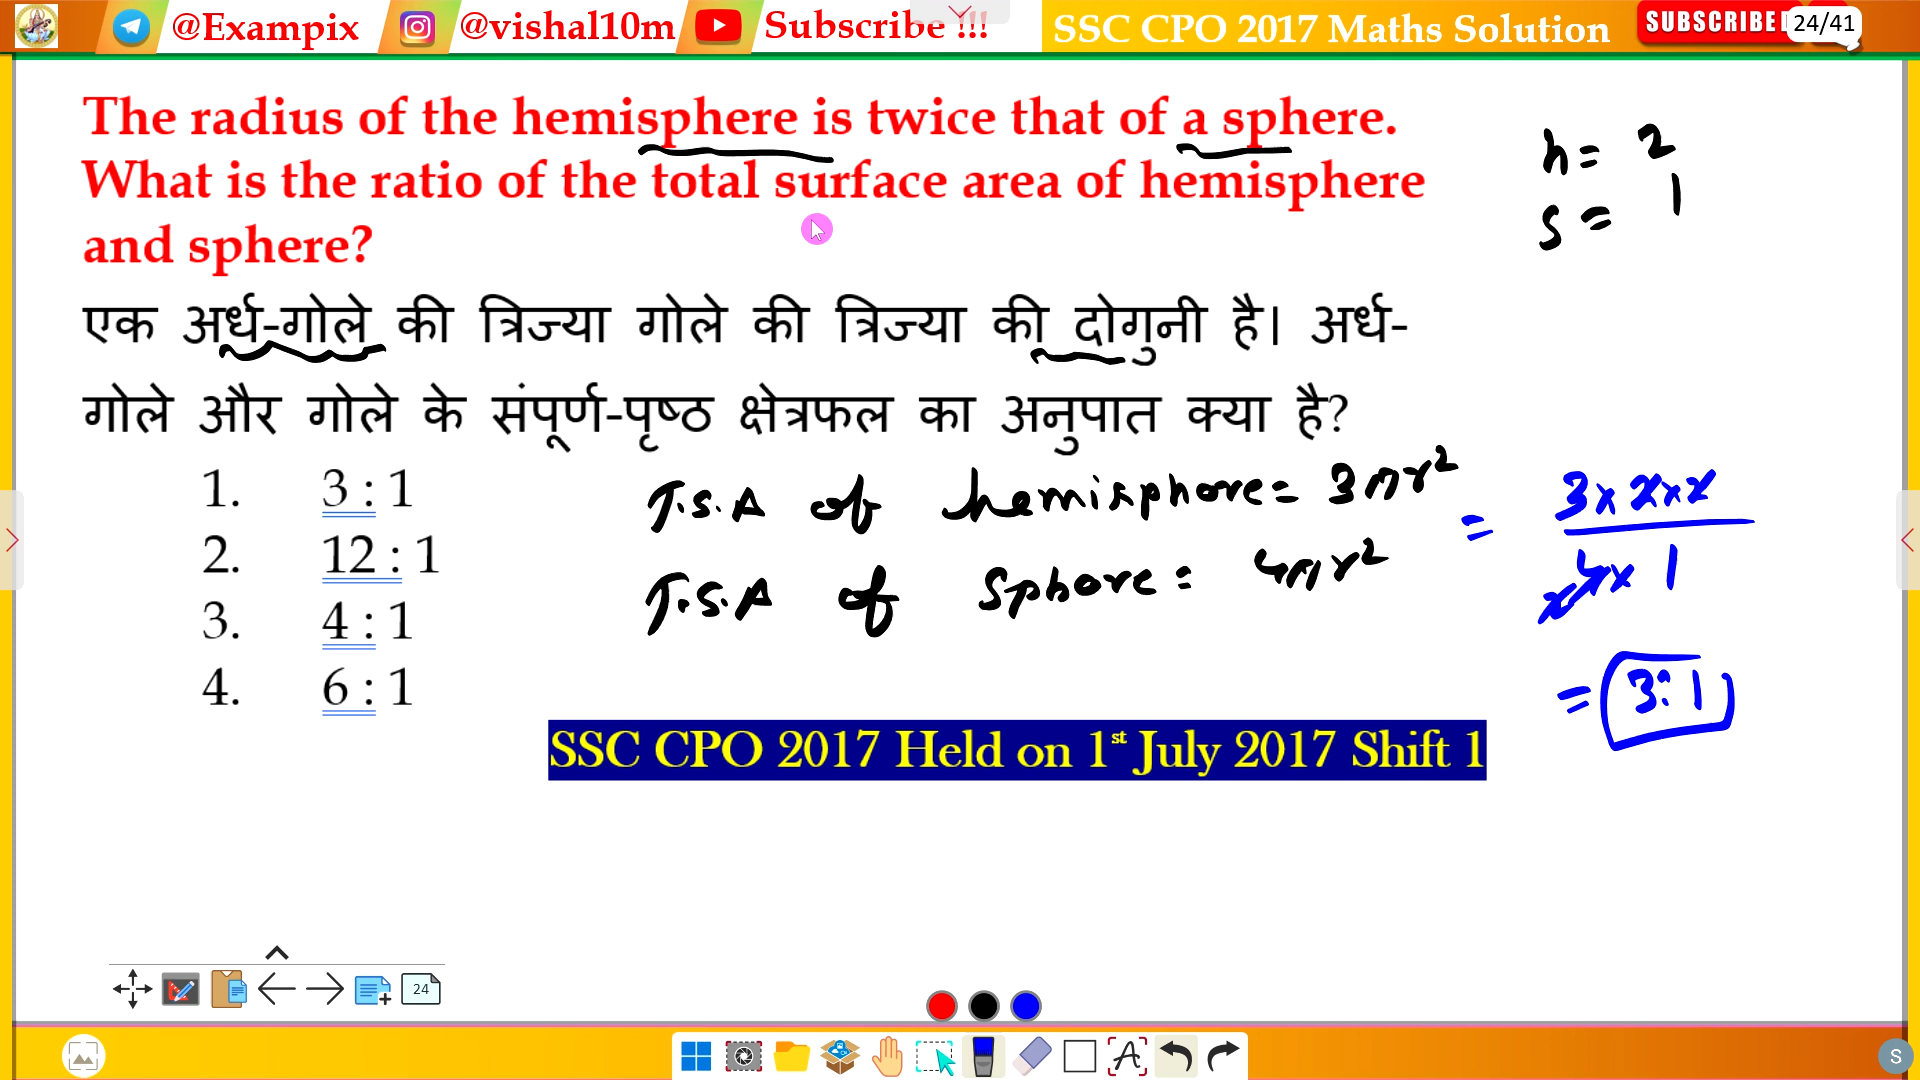 @Exampix @vishal10m Subscribe !!! SSC CPO 2017 Maths Solution SUBSCRIBE 24/41
The radius of the hemisphere is twice that of a sphere.
What is the ratio of the total surface area of hemisphere
and sphere?
h = 2
s = 1
एक अर्ध-गोले की त्रिज्या गोले की त्रिज्या की दोगुनी है। अर्ध-
गोले और गोले के संपूर्ण-पृष्ठ क्षेत्रफल का अनुपात क्या है?
1. 3 : 1
2. 12 : 1
3. 4 : 1
4. 6 : 1
T.S.A of hemisphere = 3πr²
T.S.A of Sphere = 4πr²
= 3 x 2 x 2
4 x 1
= 3:1
SSC CPO 2017 Held on 1st July 2017 Shift 1
24
A
S